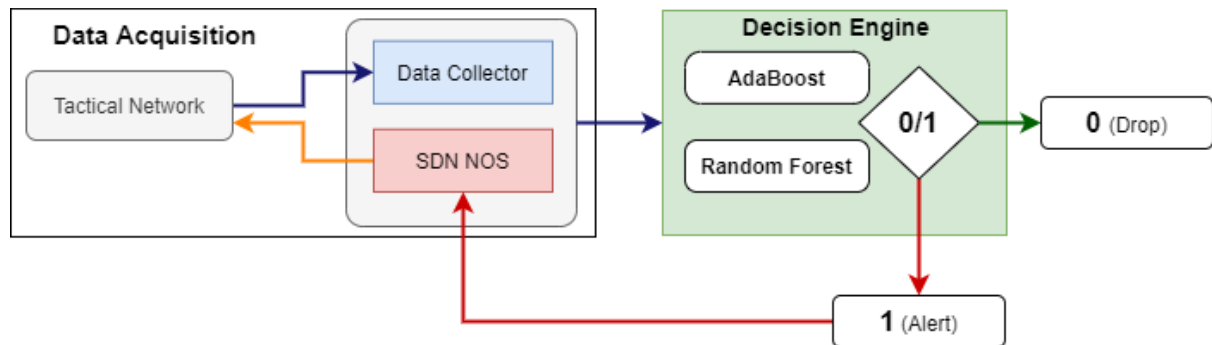 Data Acquisition
Tactical Network
Data Collector
SDN NOS
Decision Engine
AdaBoost
Random Forest
0/1
0 (Drop)
1 (Alert)